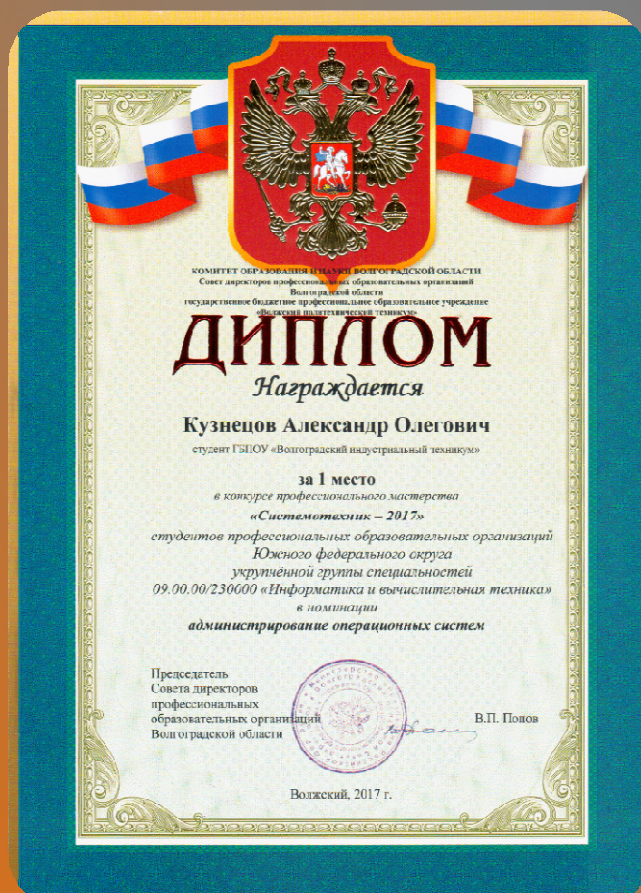 КОМИТЕТ ОБРАЗОВАНИЯ И НАУКИ ВОЛГОГРАДСКОЙ ОБЛАСТИ
Совет директоров профессиональных образовательных организаций
Волгоградской области
государственное бюджетное профессиональное образовательное учреждение
«Волжский политехнический техникум»
ДИПЛОМ
Награждается
Кузнецов Александр Олегович
студент ГБПОУ «Волгоградский индустриальный техникум»
за 1 место
в конкурсе профессионального мастерства
«Системотехник – 2017»
студентов профессиональных образовательных организаций
Южного федерального округа
укрупнённой группы специальностей
09.00.00/230000 «Информатика и вычислительная техника»
в номинации
администрирование операционных систем
Председатель
Совета директоров
профессиональных
образовательных организаций
Волгоградской области
В.П. Попов
Волжский, 2017 г.